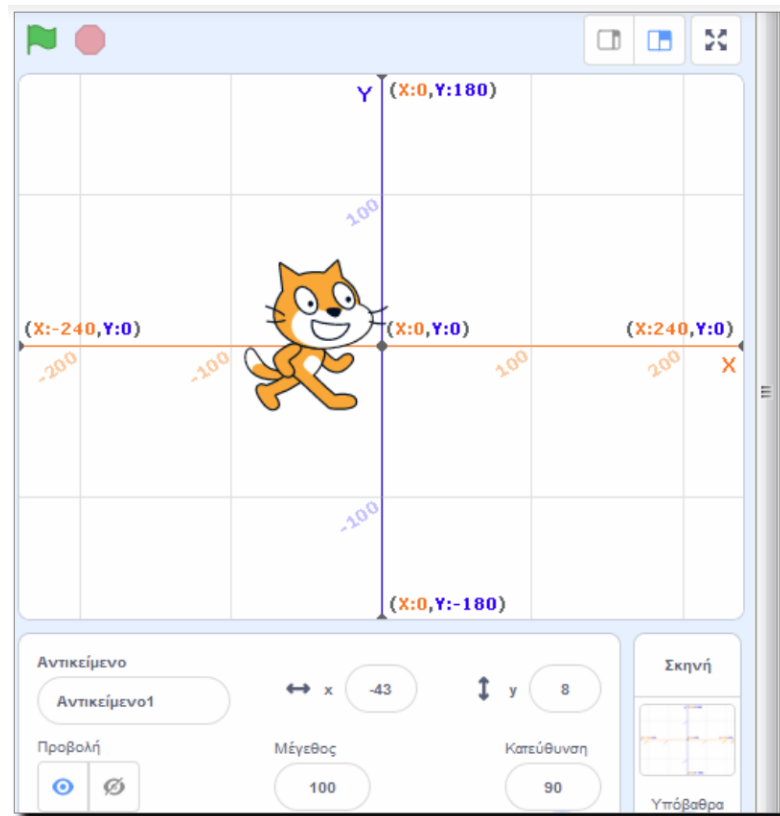 Y (X:0,Y:180)
100
(X:-240,Y:0) (X:0,Y:0) (X:240,Y:0)
-200 -100 100 200 X
-100
(X:0,Y:-180)
Αντικείμενο
Αντικείμενο1
x -43
y 8
Προβολή
Μέγεθος
100
Κατεύθυνση
90
Σκηνή
Υπόβαθρα